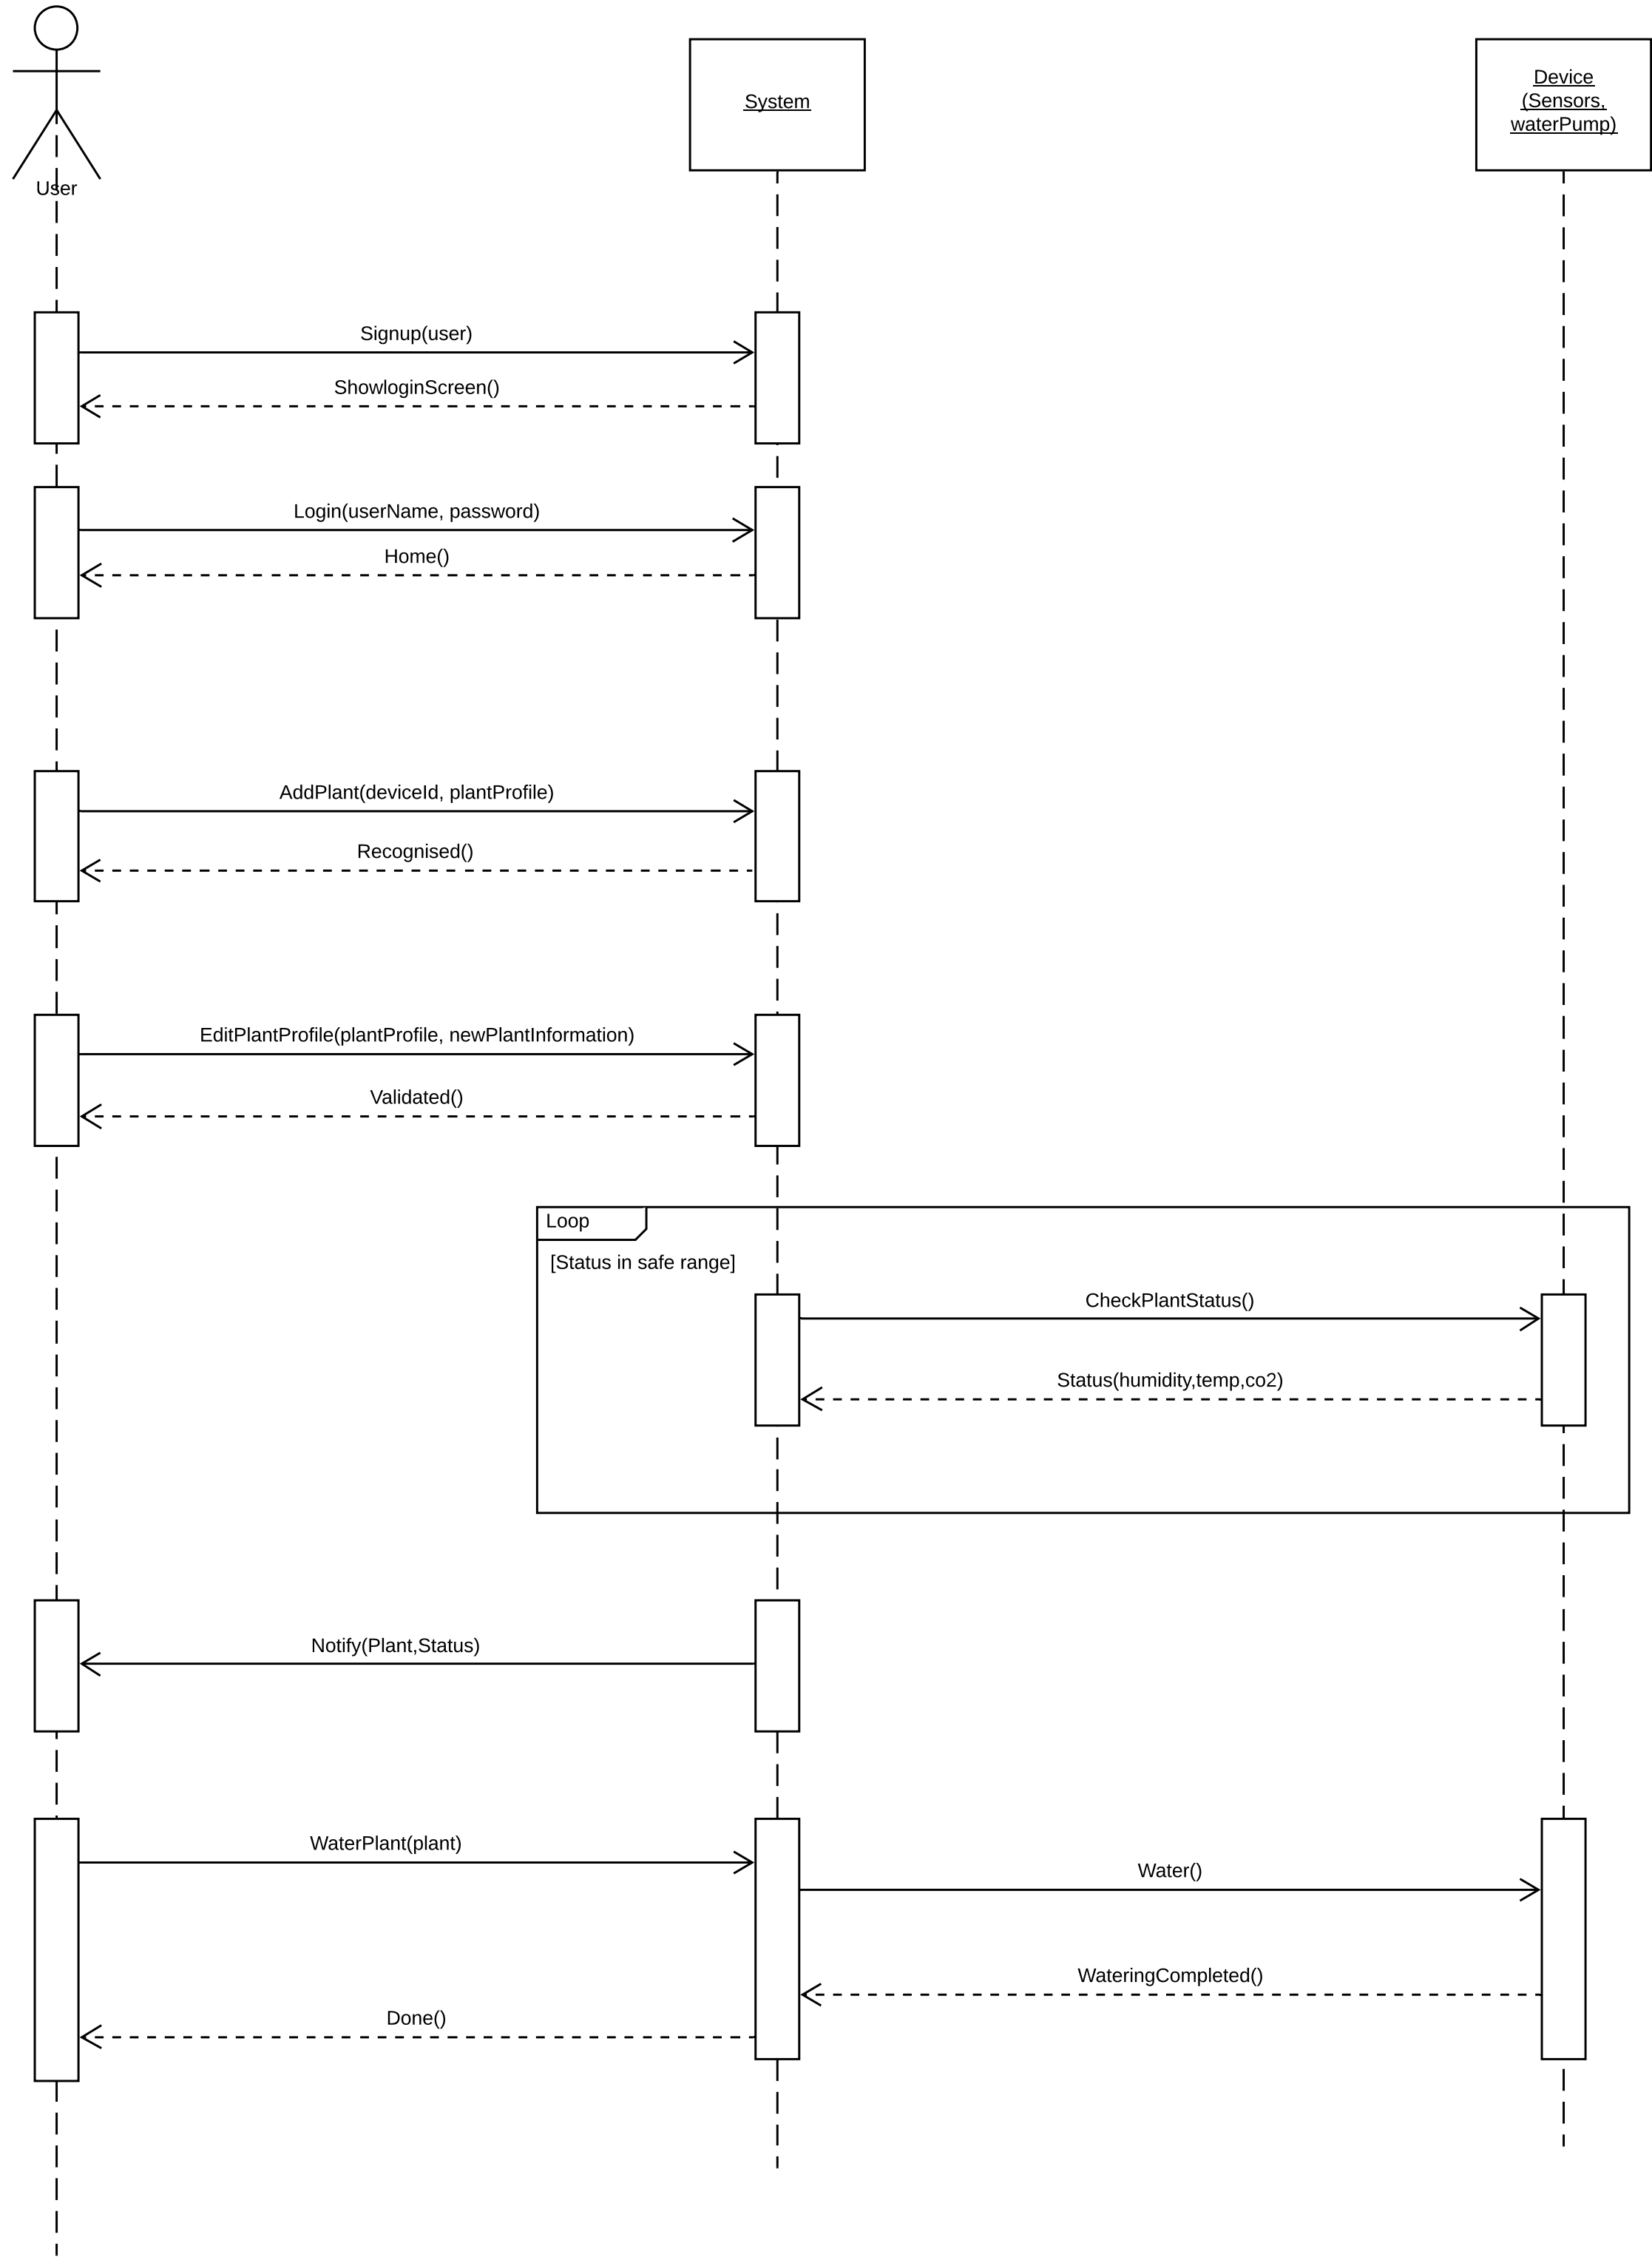 User
System
Device
(Sensors,
waterPump)
Signup(user)
ShowloginScreen()
Login(userName, password)
Home()
AddPlant(deviceId, plantProfile)
Recognised()
EditPlantProfile(plantProfile, newPlantInformation)
Validated()
Loop
[Status in safe range]
CheckPlantStatus()
Status(humidity,temp,co2)
Notify(Plant,Status)
WaterPlant(plant)
Water()
WateringCompleted()
Done()